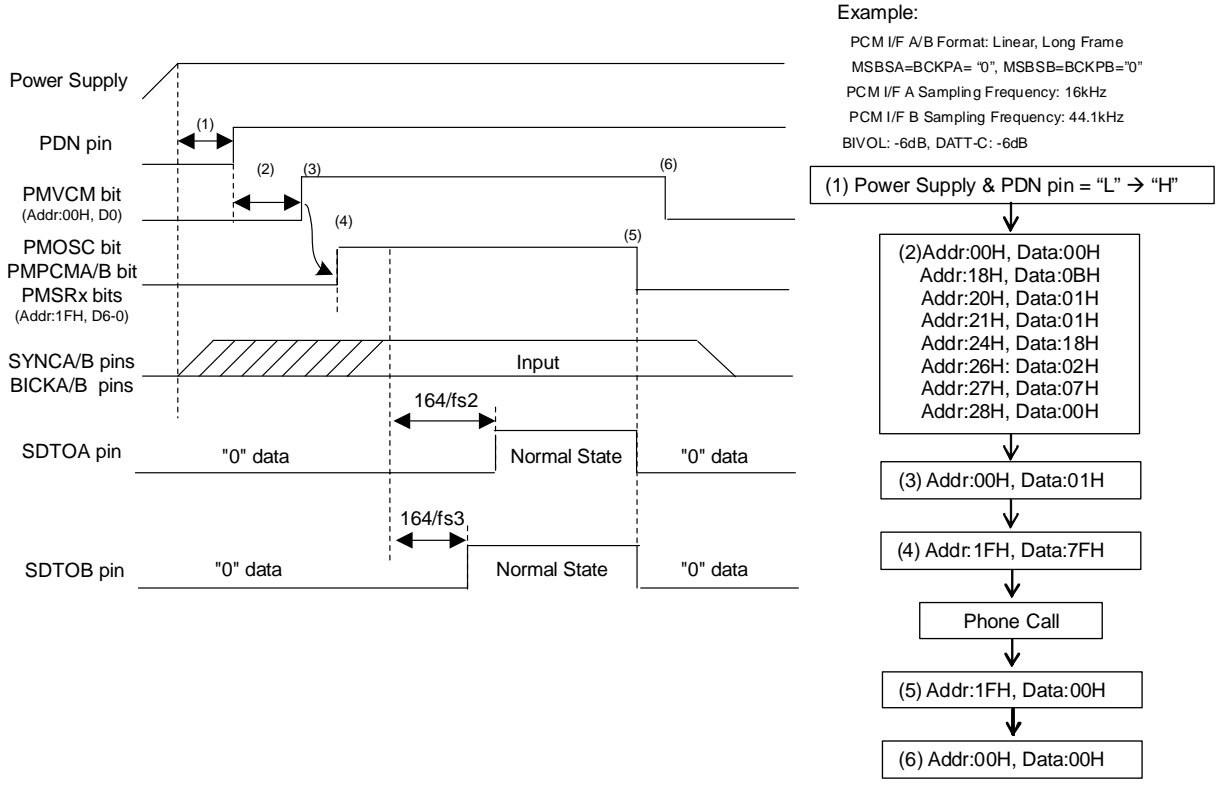 Example:
PCM I/F A/B Format: Linear, Long Frame
MSBSA=BCKPA= “0”, MSBSB=BCKPB=”0”
PCM I/F A Sampling Frequency: 16kHz
PCM I/F B Sampling Frequency: 44.1kHz
BIVOL: -6dB, DATT-C: -6dB
Power Supply
(1)
PDN pin
(2)
(3)
(6)
PMVCM bit
(Addr:00H, D0)
(4)
(5)
PMOSC bit
PMPCMA/B bit
PMSRx bits
(Addr:1FH, D6-0)
SYNCA/B pins
BICKA/B pins
Input
164/fs2
SDTOA pin
"0" data
Normal State
"0" data
164/fs3
SDTOB pin
"0" data
Normal State
"0" data
(1) Power Supply & PDN pin = “L” → “H”
(2)Addr:00H, Data:00H
Addr:18H, Data:0BH
Addr:20H, Data:01H
Addr:21H, Data:01H
Addr:24H, Data:18H
Addr:26H: Data:02H
Addr:27H, Data:07H
Addr:28H, Data:00H
(3) Addr:00H, Data:01H
(4) Addr:1FH, Data:7FH
Phone Call
(5) Addr:1FH, Data:00H
(6) Addr:00H, Data:00H